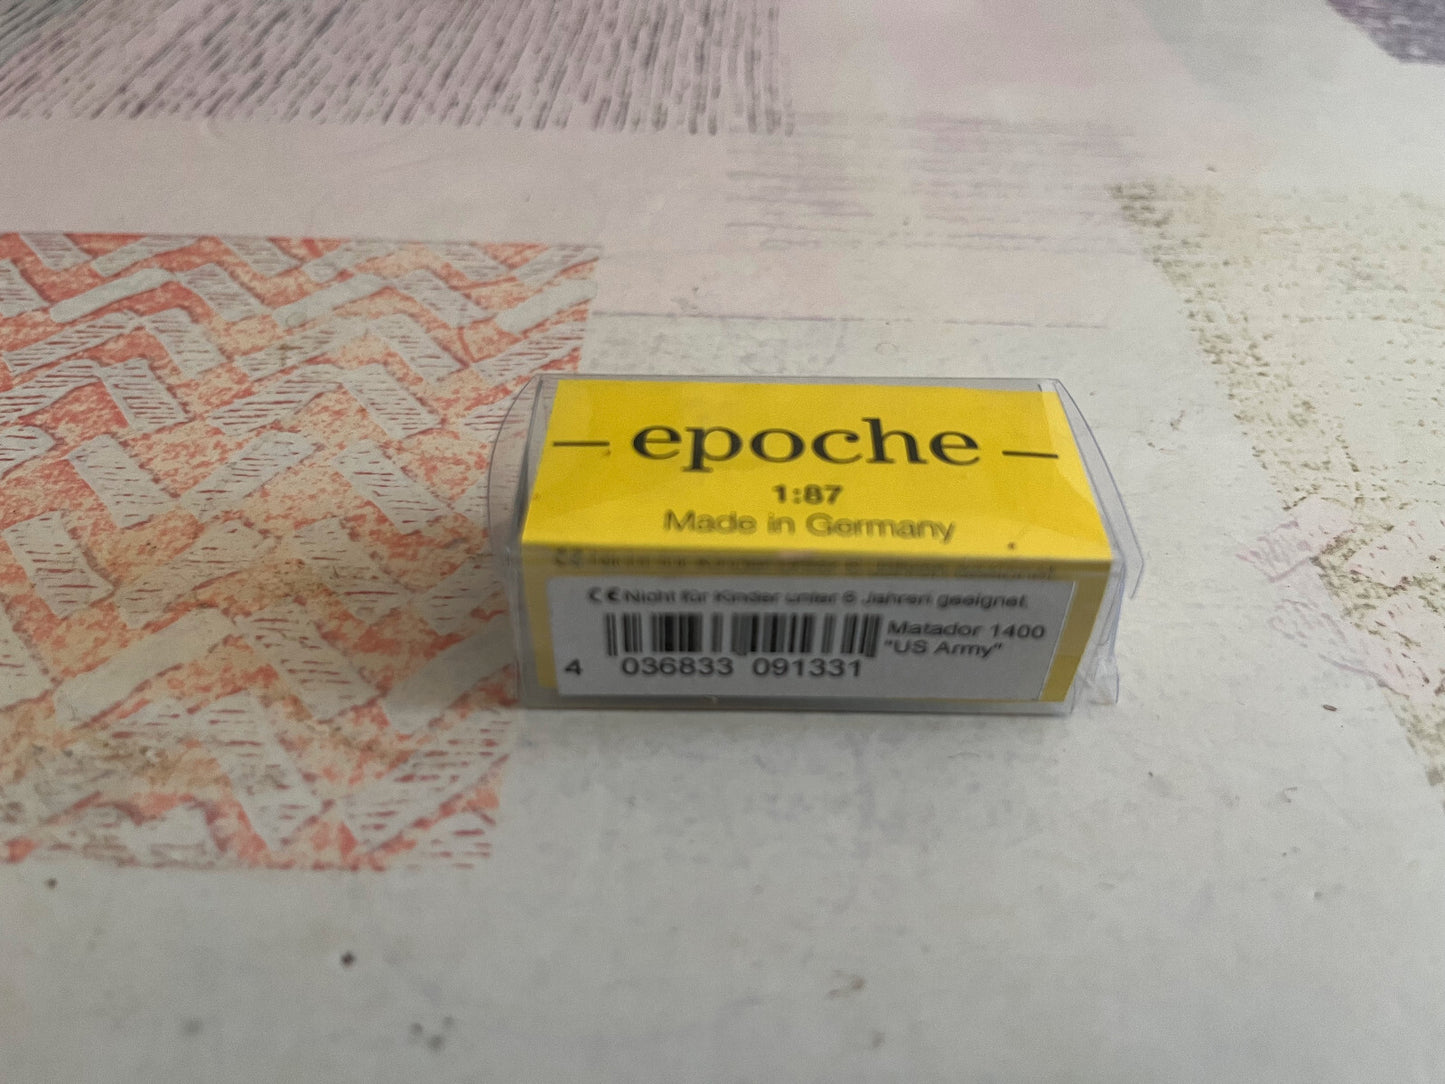 — epoche —
1:87
Made in Germany
CE Nicht für Kinder unter 6 Jahren geeignet.
Matador 1400
"US Army"
4 036833 091331